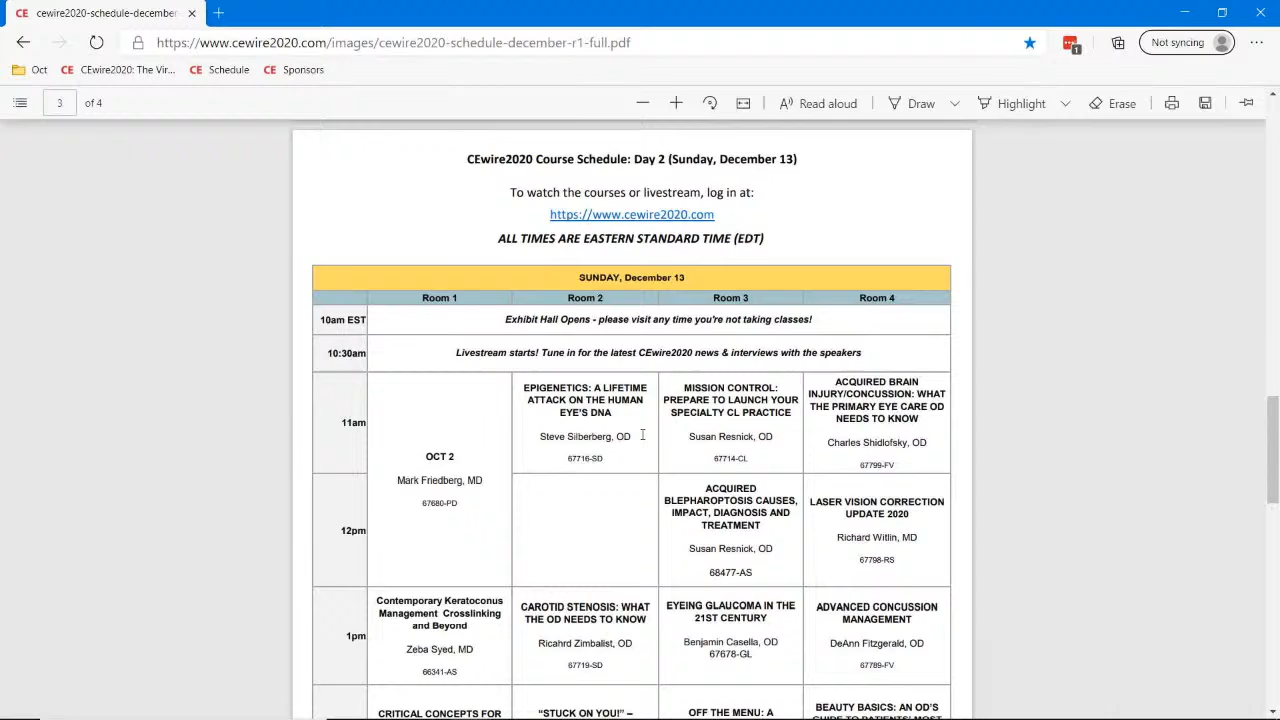 cewire2020-schedule-december-
https://www.cewire2020.com/images/cewire2020-schedule-december-r1-full.pdf
1
Not syncing
Oct
CE CEwire2020: The Vir...
CE Schedule
CE Sponsors
3 of 4
Read aloud
Draw
Highlight
Erase
CEwire2020 Course Schedule: Day 2 (Sunday, December 13)
To watch the courses or livestream, log in at:
https://www.cewire2020.com
ALL TIMES ARE EASTERN STANDARD TIME (EDT)
SUNDAY, December 13
Room 1 Room 2 Room 3 Room 4
10am EST
Exhibit Hall Opens - please visit any time you're not taking classes!
10:30am
Livestream starts! Tune in for the latest CEwire2020 news & interviews with the speakers
11am
OCT 2
Mark Friedberg, MD
67680-PD
EPIGENETICS: A LIFETIME
ATTACK ON THE HUMAN
EYE'S DNA
Steve Silberberg, OD
67716-SD
MISSION CONTROL:
PREPARE TO LAUNCH YOUR
SPECIALTY CL PRACTICE
Susan Resnick, OD
67714-CL
ACQUIRED BRAIN
INJURY/CONCUSSION: WHAT
THE PRIMARY EYE CARE OD
NEEDS TO KNOW
Charles Shidlofsky, OD
67799-FV
12pm
ACQUIRED
BLEPHAROPTOSIS CAUSES,
IMPACT, DIAGNOSIS AND
TREATMENT
Susan Resnick, OD
68477-AS
LASER VISION CORRECTION
UPDATE 2020
Richard Witlin, MD
67798-RS
1pm
Contemporary Keratoconus
Management Crosslinking
and Beyond
Zeba Syed, MD
66341-AS
CAROTID STENOSIS: WHAT
THE OD NEEDS TO KNOW
Ricahrd Zimbalist, OD
67719-SD
EYEING GLAUCOMA IN THE
21ST CENTURY
Benjamin Casella, OD
67678-GL
ADVANCED CONCUSSION
MANAGEMENT
DeAnn Fitzgerald, OD
67789-FV
CRITICAL CONCEPTS FOR
“STUCK ON YOU!” –
OFF THE MENU: A
BEAUTY BASICS: AN OD'S
GUIDE TO PATIENTS' MOST